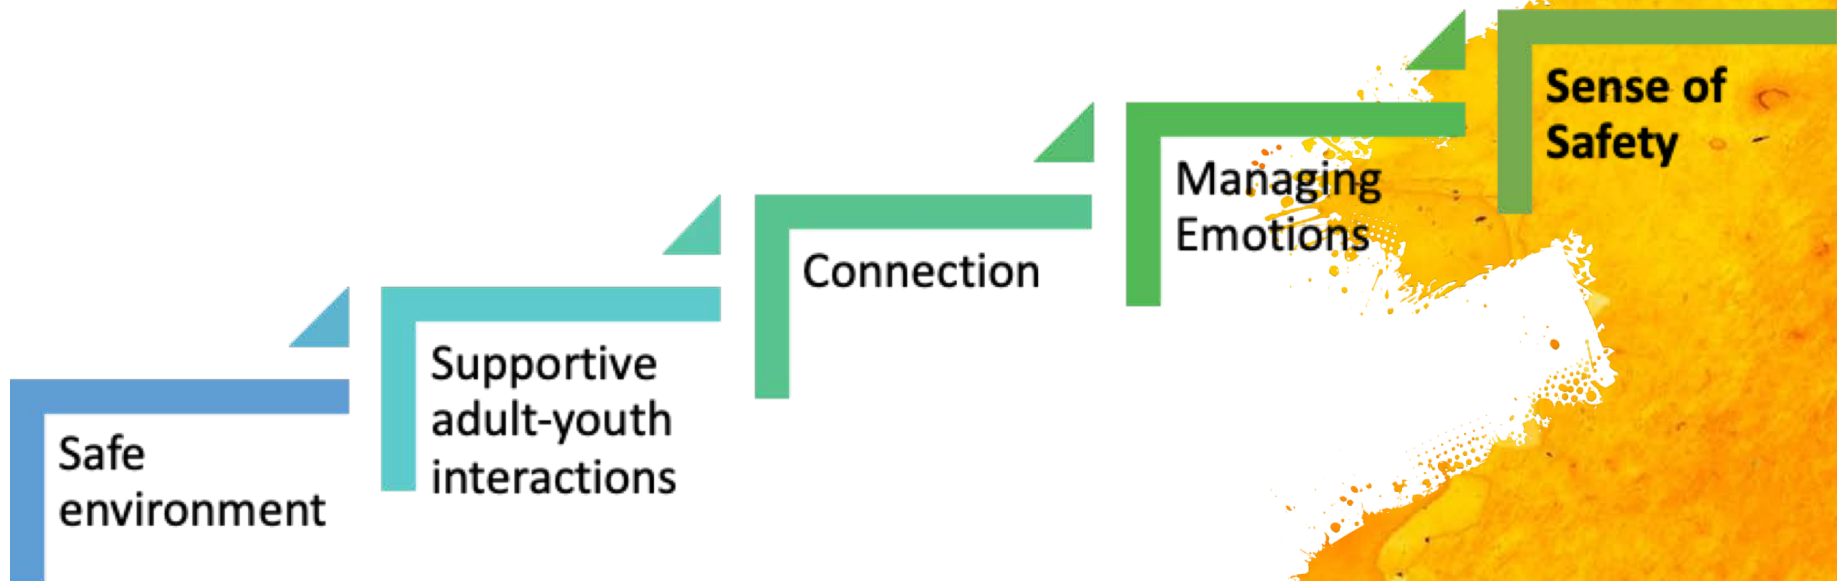 Safe
environment
Supportive
adult-youth
interactions
Connection
Managing
Emotions
Sense of
Safety